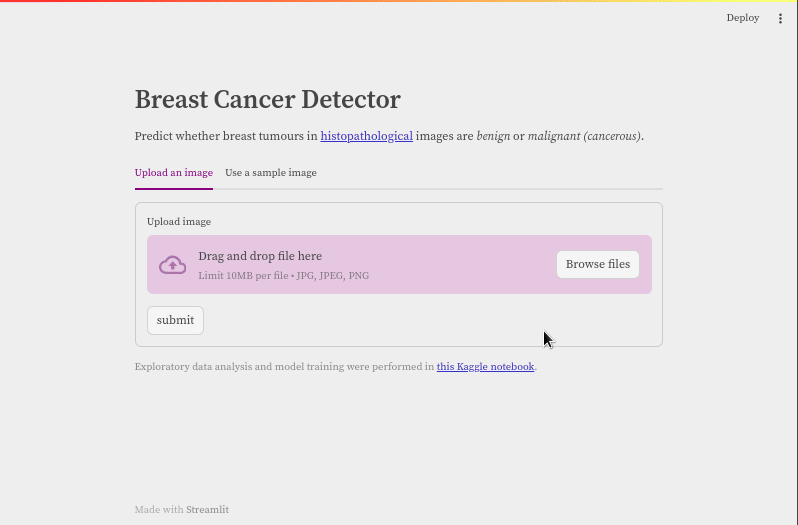 Deploy
Breast Cancer Detector
Predict whether breast tumours in histopathological images are benign or malignant (cancerous).
Upload an image Use a sample image
Upload image
Drag and drop file here
Limit 10MB per file • JPG, JPEG, PNG
Browse files
submit
Exploratory data analysis and model training were performed in this Kaggle notebook.
Made with Streamlit